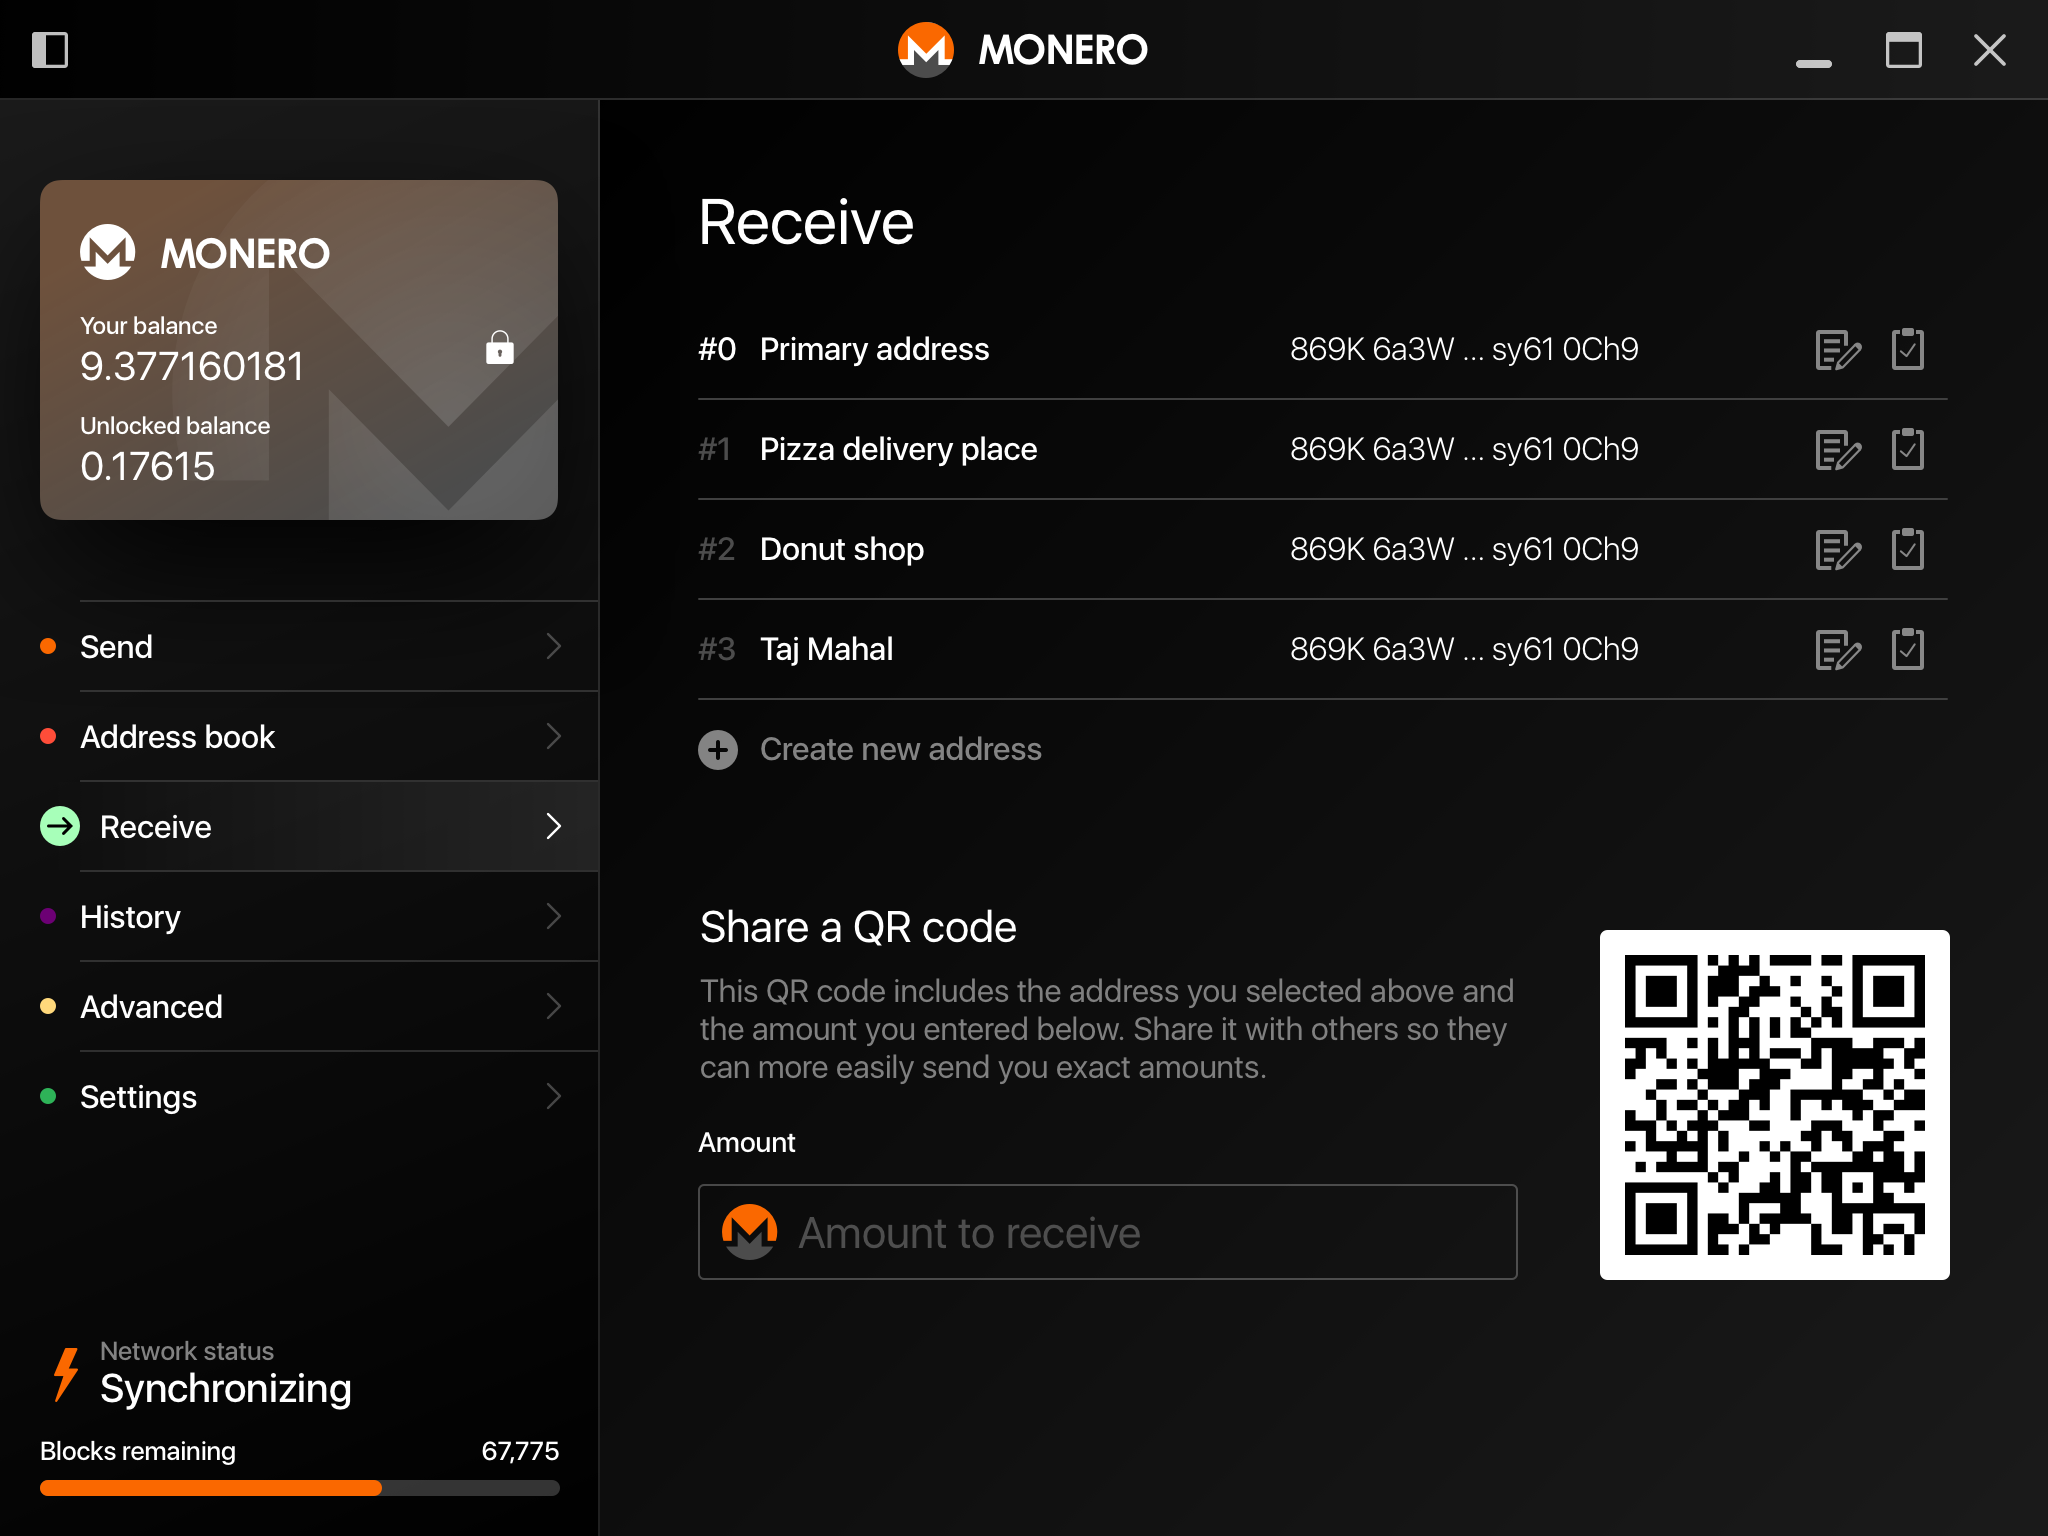 MONERO
MONERO
Your balance
9.377160181
Unlocked balance
0.17615
Send
Address book
Receive
History
Advanced
Settings
Network status
Synchronizing
Blocks remaining 67,775
Receive
#0 Primary address 869K 6a3W ... sy61 0Ch9
#1 Pizza delivery place 869K 6a3W ... sy61 0Ch9
#2 Donut shop 869K 6a3W ... sy61 0Ch9
#3 Taj Mahal 869K 6a3W ... sy61 0Ch9
Create new address
Share a QR code
This QR code includes the address you selected above and
the amount you entered below. Share it with others so they
can more easily send you exact amounts.
Amount
Amount to receive